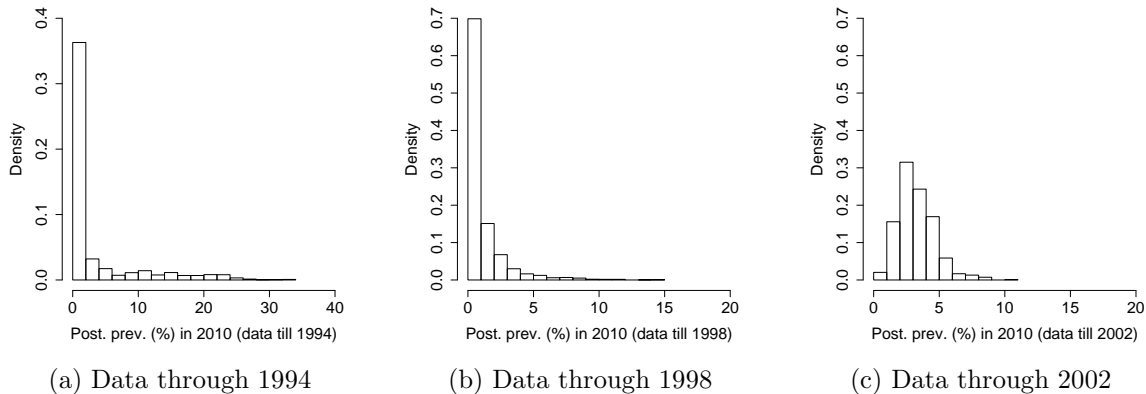 0.0 0.1 0.2 0.3 0.4
Density
0 10 20 30 40
Post. prev. (%) in 2010 (data till 1994)
(a) Data through 1994
0.0 0.1 0.2 0.3 0.4 0.5 0.6 0.7
Density
0 5 10 15 20
Post. prev. (%) in 2010 (data till 1998)
(b) Data through 1998
0.0 0.1 0.2 0.3 0.4 0.5 0.6 0.7
Density
0 5 10 15 20
Post. prev. (%) in 2010 (data till 2002)
(c) Data through 2002